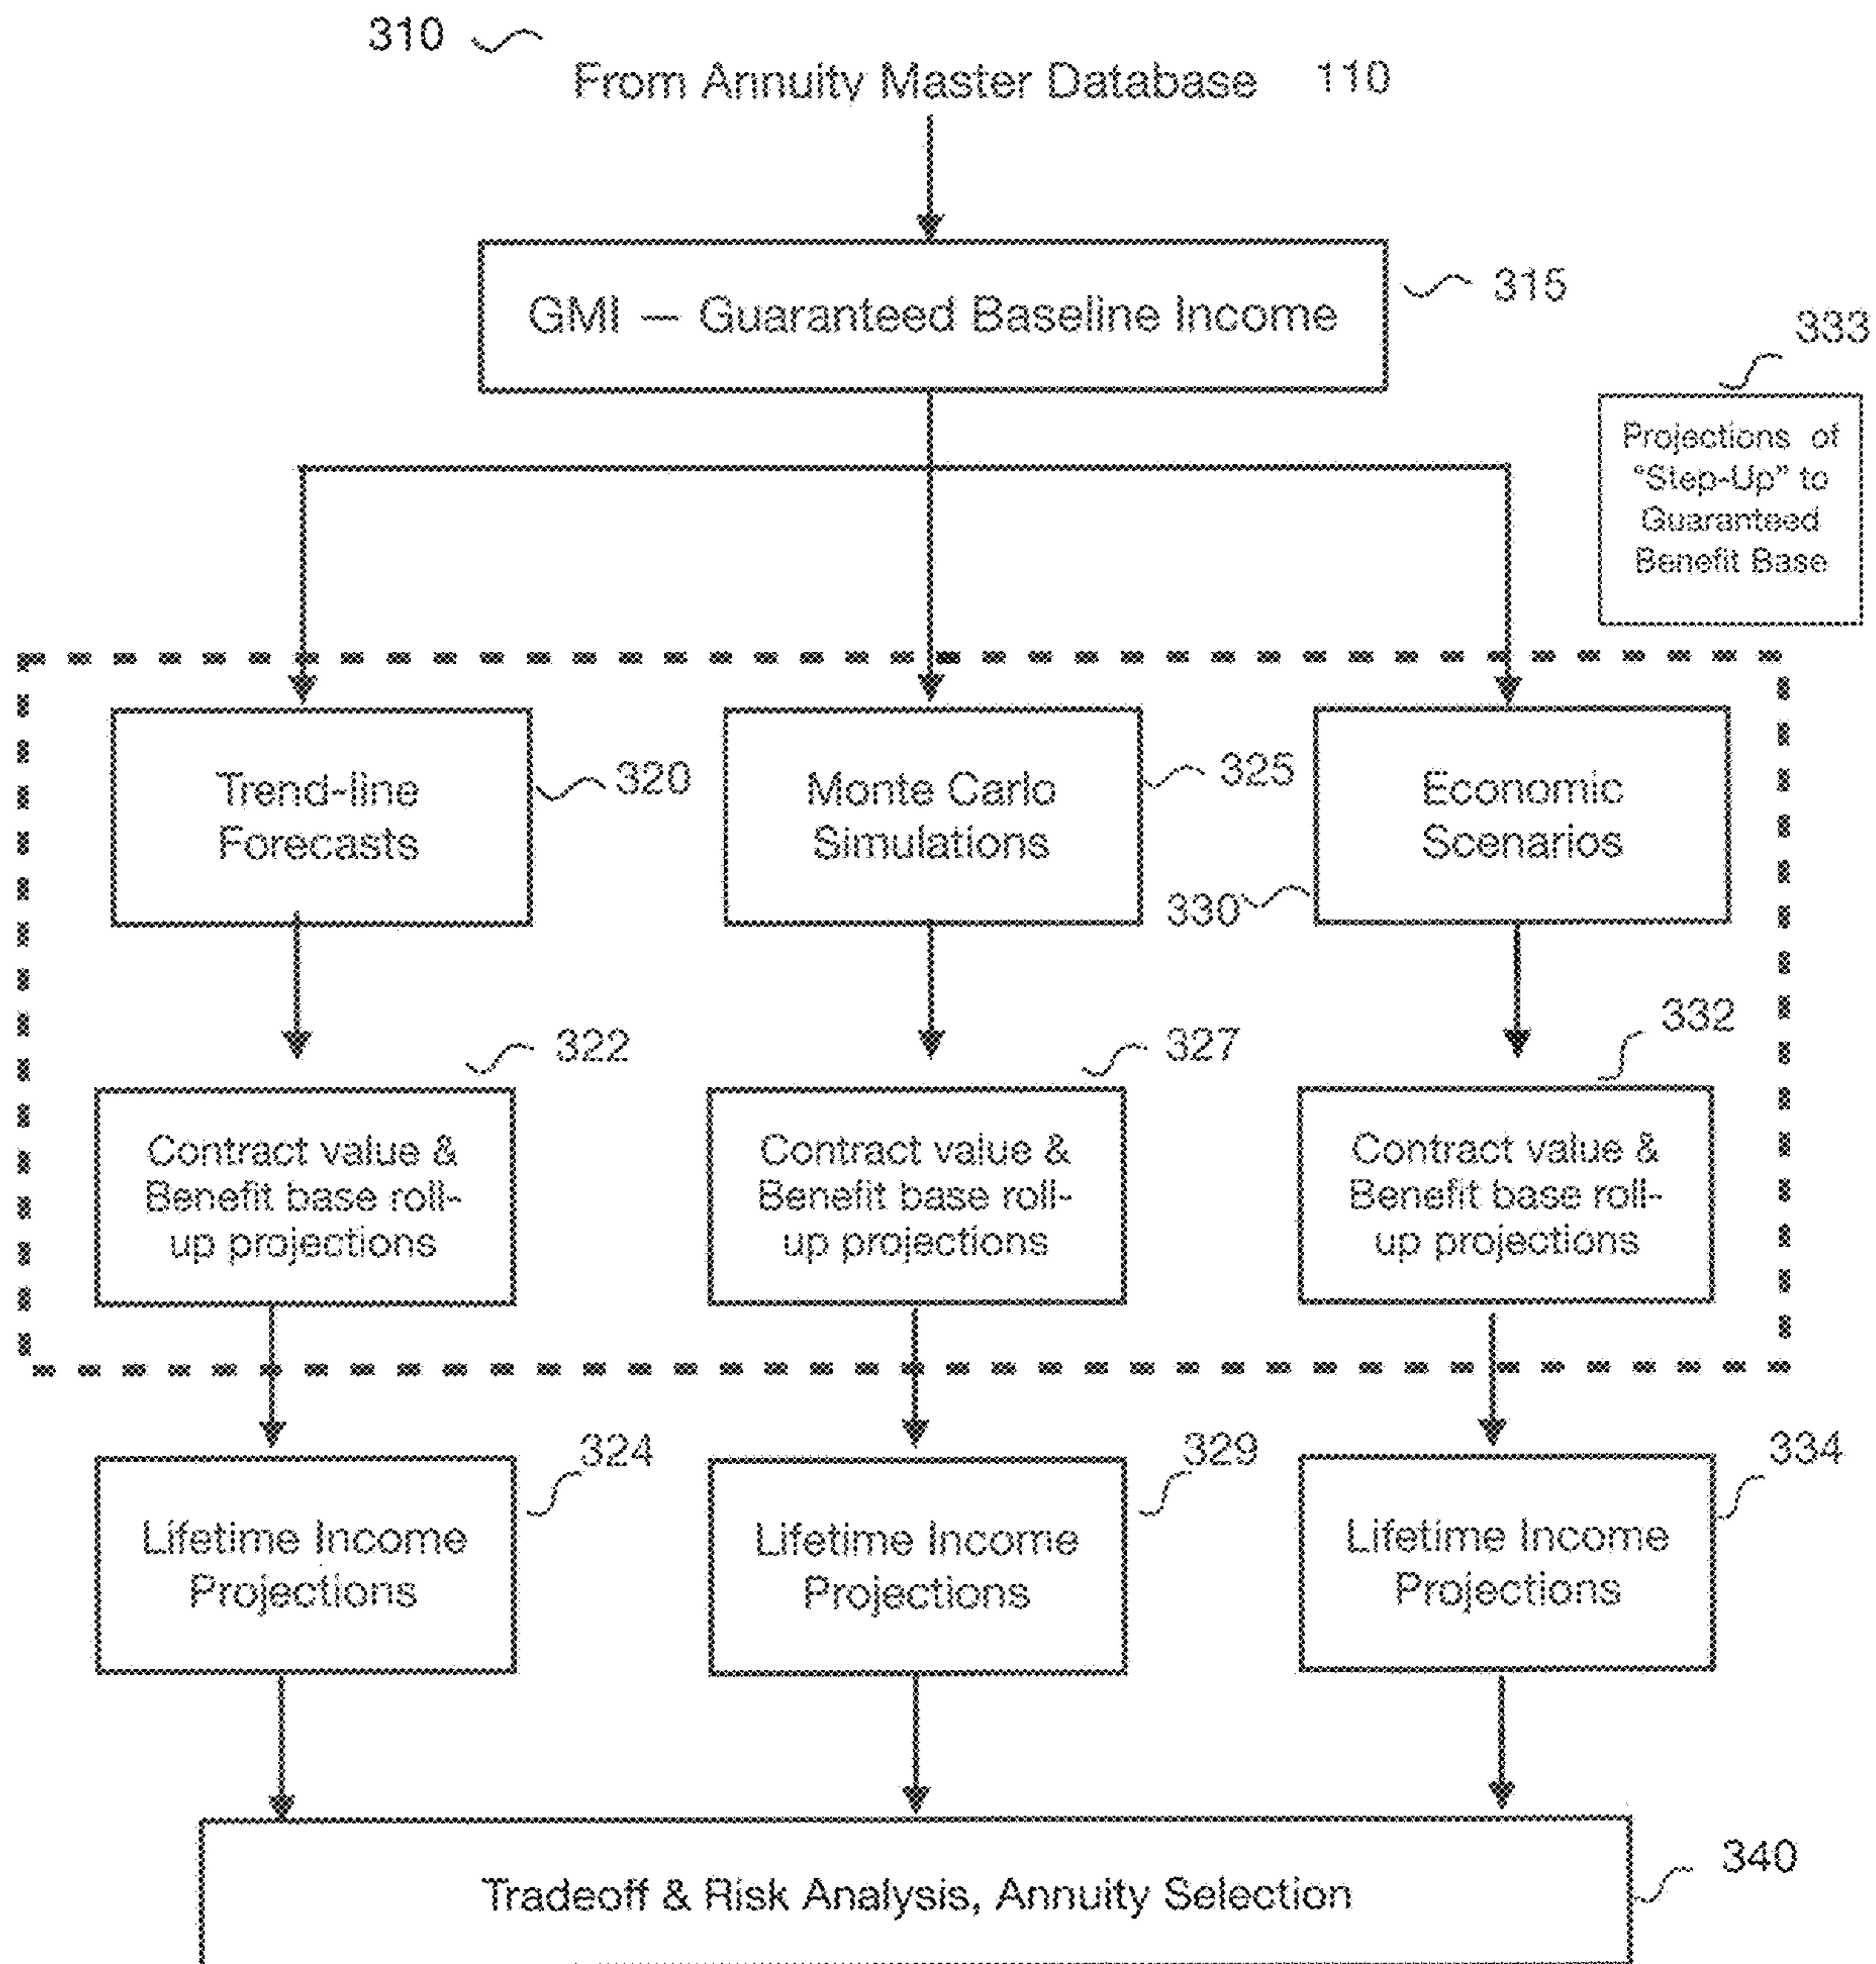 310
From Annuity Master Database 110
GMI — Guaranteed Baseline Income
315
333
Projections of
"Step-Up" to
Guaranteed
Benefit Base
Trend-line
Forecasts
320
Monte Carlo
Simulations
325
Economic
Scenarios
330
322
Contract value &
Benefit base roll-
up projections
327
Contract value &
Benefit base roll-
up projections
332
Contract value &
Benefit base roll-
up projections
324
Lifetime Income
Projections
329
Lifetime Income
Projections
334
Lifetime Income
Projections
Tradeoff & Risk Analysis, Annuity Selection
340